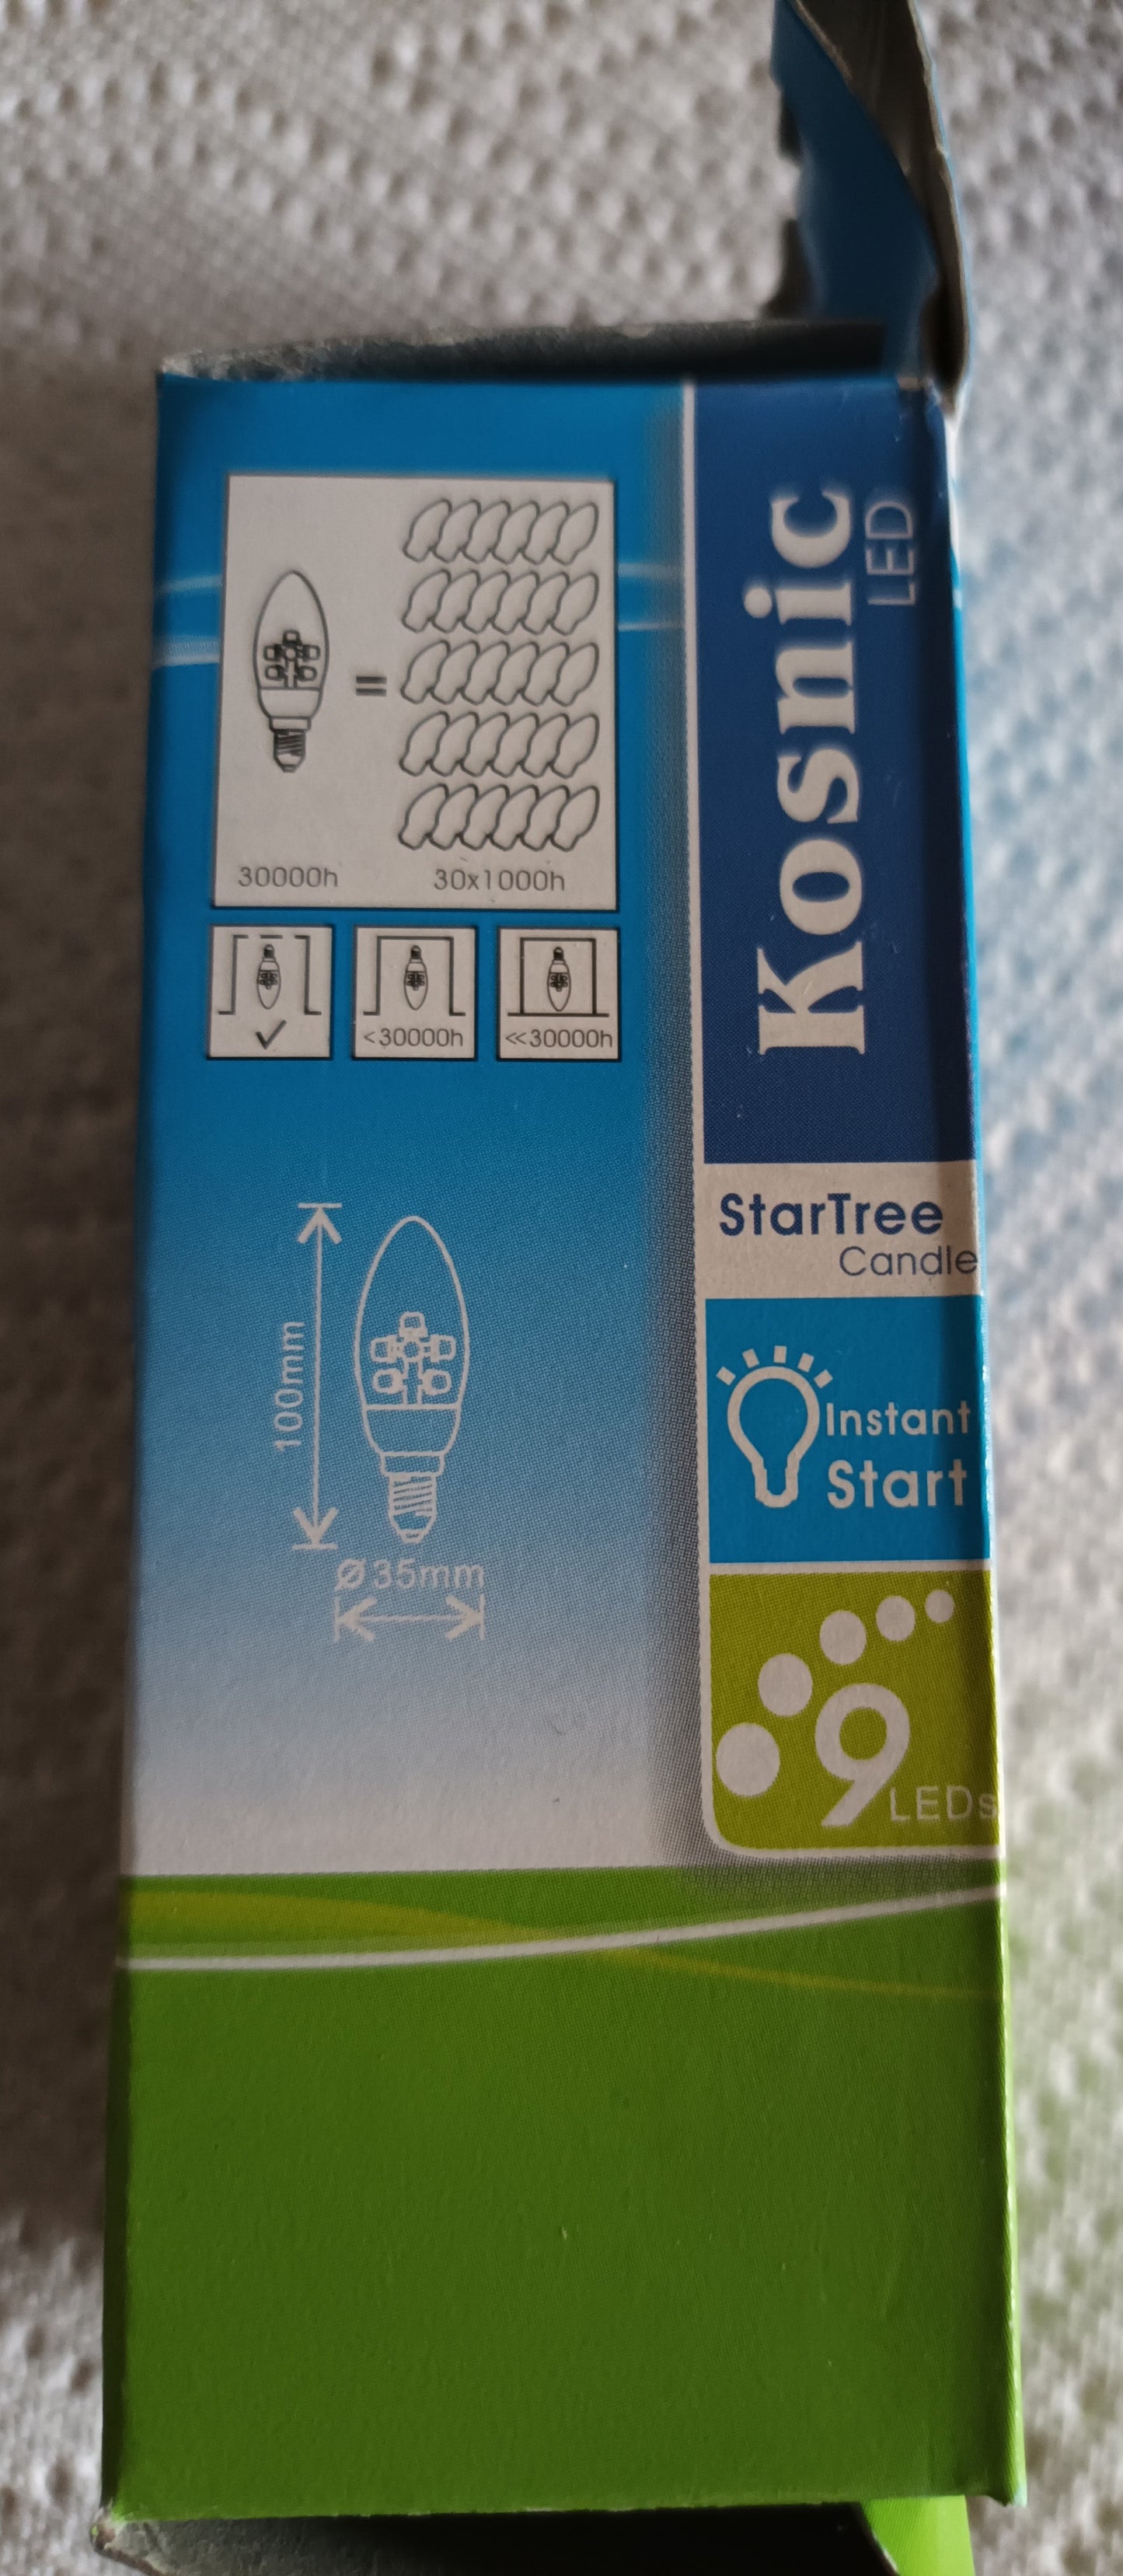 30000h
30x1000h
=
<30000h
<<30000h
100mm
Ø35mm
Kosnic
LED
StarTree
Candle
Instant
Start
9
LEDs